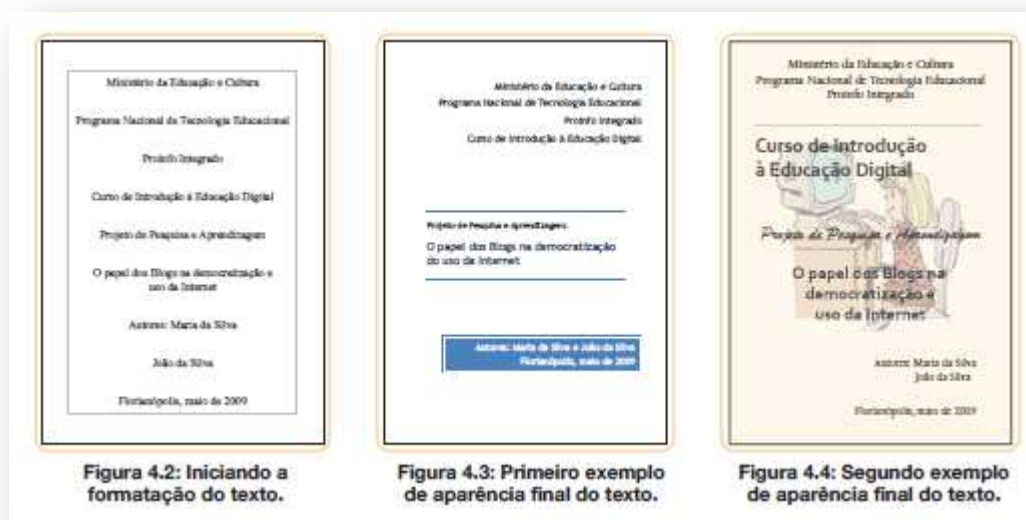 Ministério da Educação e Cultura
Programa Nacional de Tecnologia Educacional
Proinfo Integrado
Curso de Introdução à Educação Digital
Projeto de Pesquisa e Aprendizagem
O papel dos Blogs na democratização e
uso da Internet
Autores: Maria da Silva
João da Silva
Florianópolis, maio de 2009
Figura 4.2: Iniciando a
formatação do texto.
Ministério da Educação e Cultura
Programa Nacional de Tecnologia Educacional
Proinfo Integrado
Curso de Introdução à Educação Digital
Projeto de Pesquisa e Aprendizagem:
O papel dos Blogs na democratização
do uso da Internet
Autores: Maria da Silva e João da Silva
Florianópolis, maio de 2009
Figura 4.3: Primeiro exemplo
de aparência final do texto.
Ministério da Educação e Cultura
Programa Nacional de Tecnologia Educacional
Proinfo Integrado
Curso de Introdução
à Educação Digital
Projeto de Pesquisa e Aprendizagem
O papel dos Blogs na
democratização e
uso da Internet
Autores: Maria da Silva
João da Silva
Florianópolis, maio de 2009
Figura 4.4: Segundo exemplo
de aparência final do texto.